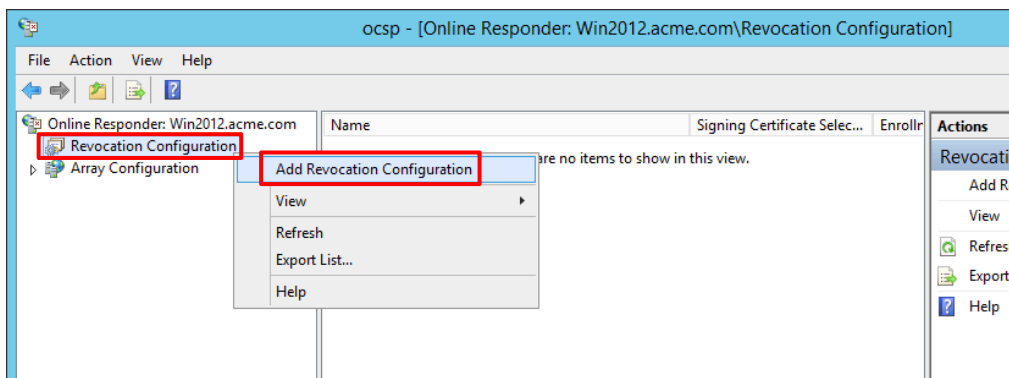 ocsp - [Online Responder: Win2012.acme.com\Revocation Configuration]
File Action View Help
Online Responder: Win2012.acme.com
Revocation Configuration
Array Configuration
Name Signing Certificate Selec... Enrollr
are no items to show in this view.
Add Revocation Configuration
View
Refresh
Export List...
Help
Actions
Revocati
Add R
View
Refres
Export
Help